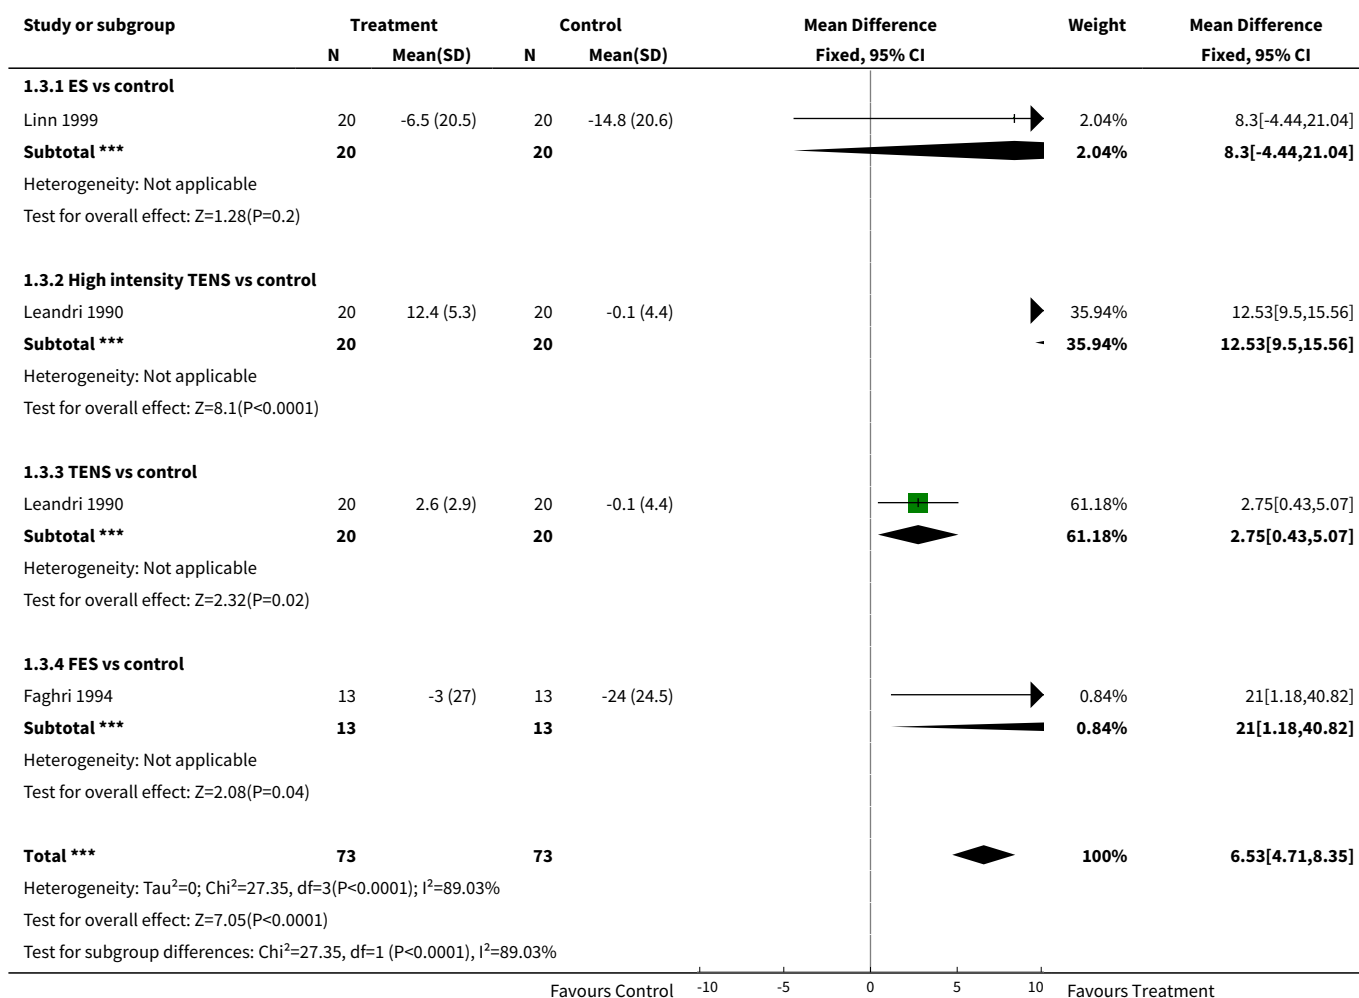 Study or subgroup Treatment Control Mean Difference Weight Mean Difference
N Mean(SD) N Mean(SD) Fixed, 95% CI Fixed, 95% CI
1.3.1 ES vs control
Linn 1999 20 -6.5 (20.5) 20 -14.8 (20.6) 2.04% 8.3[-4.44,21.04]
Subtotal *** 20 20 2.04% 8.3[-4.44,21.04]
Heterogeneity: Not applicable
Test for overall effect: Z=1.28(P=0.2)
1.3.2 High intensity TENS vs control
Leandri 1990 20 12.4 (5.3) 20 -0.1 (4.4) 35.94% 12.53[9.5,15.56]
Subtotal *** 20 20 35.94% 12.53[9.5,15.56]
Heterogeneity: Not applicable
Test for overall effect: Z=8.1(P<0.0001)
1.3.3 TENS vs control
Leandri 1990 20 2.6 (2.9) 20 -0.1 (4.4) 61.18% 2.75[0.43,5.07]
Subtotal *** 20 20 61.18% 2.75[0.43,5.07]
Heterogeneity: Not applicable
Test for overall effect: Z=2.32(P=0.02)
1.3.4 FES vs control
Faghri 1994 13 -3 (27) 13 -24 (24.5) 0.84% 21[1.18,40.82]
Subtotal *** 13 13 0.84% 21[1.18,40.82]
Heterogeneity: Not applicable
Test for overall effect: Z=2.08(P=0.04)
Total *** 73 73 100% 6.53[4.71,8.35]
Heterogeneity: Tau²=0; Chi²=27.35, df=3(P<0.0001); I²=89.03%
Test for overall effect: Z=7.05(P<0.0001)
Test for subgroup differences: Chi²=27.35, df=1 (P<0.0001), I²=89.03%
Favours Control -10 -5 0 5 10 Favours Treatment